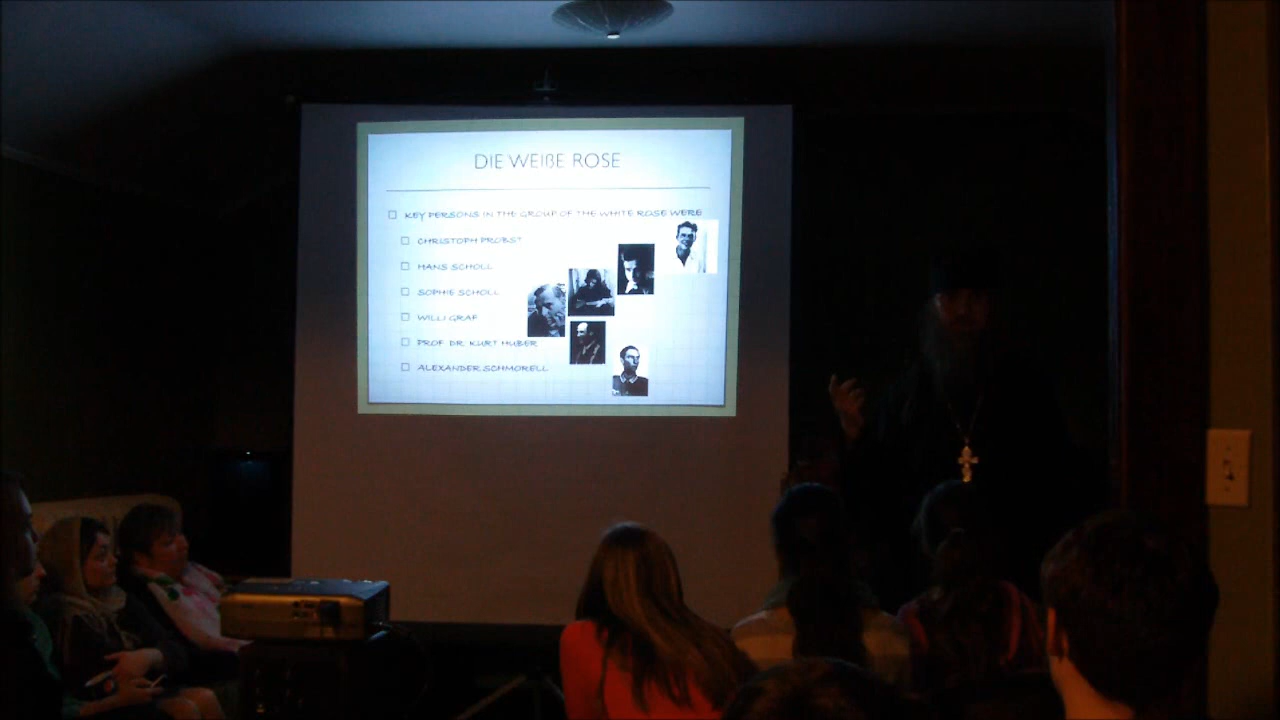 DIE WEIßE ROSE
KEY PERSONS IN THE GROUP OF THE WHITE ROSE WERE
CHRISTOPH PROBST
HANS SCHOLL
SOPHIE SCHOLL
WILLI GRAF
PROF. DR. KURT HUBER
ALEXANDER SCHMORELL